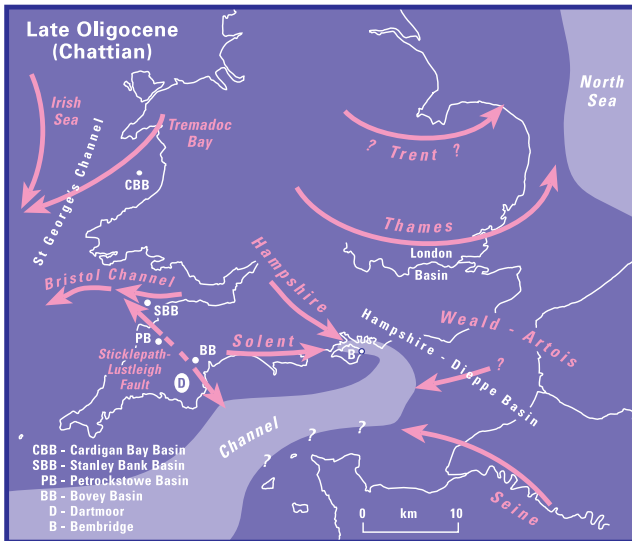 Late Oligocene
(Chattian)
North
Sea
Irish
Sea
Tremadoc
Bay
? Trent ?
CBB
St George's Channel
Thames
London
Basin
Hampshire
Bristol Channel
SBB
Hampshire - Dieppe Basin
Weald - Artois
PB
BB
Solent
B
?
Sticklepath-
Lustleigh
Fault
D
Channel
? ? ? ?
Seine
CBB - Cardigan Bay Basin
SBB - Stanley Bank Basin
PB - Petrockstowe Basin
BB - Bovey Basin
D - Dartmoor
B - Bembridge
0 km 10